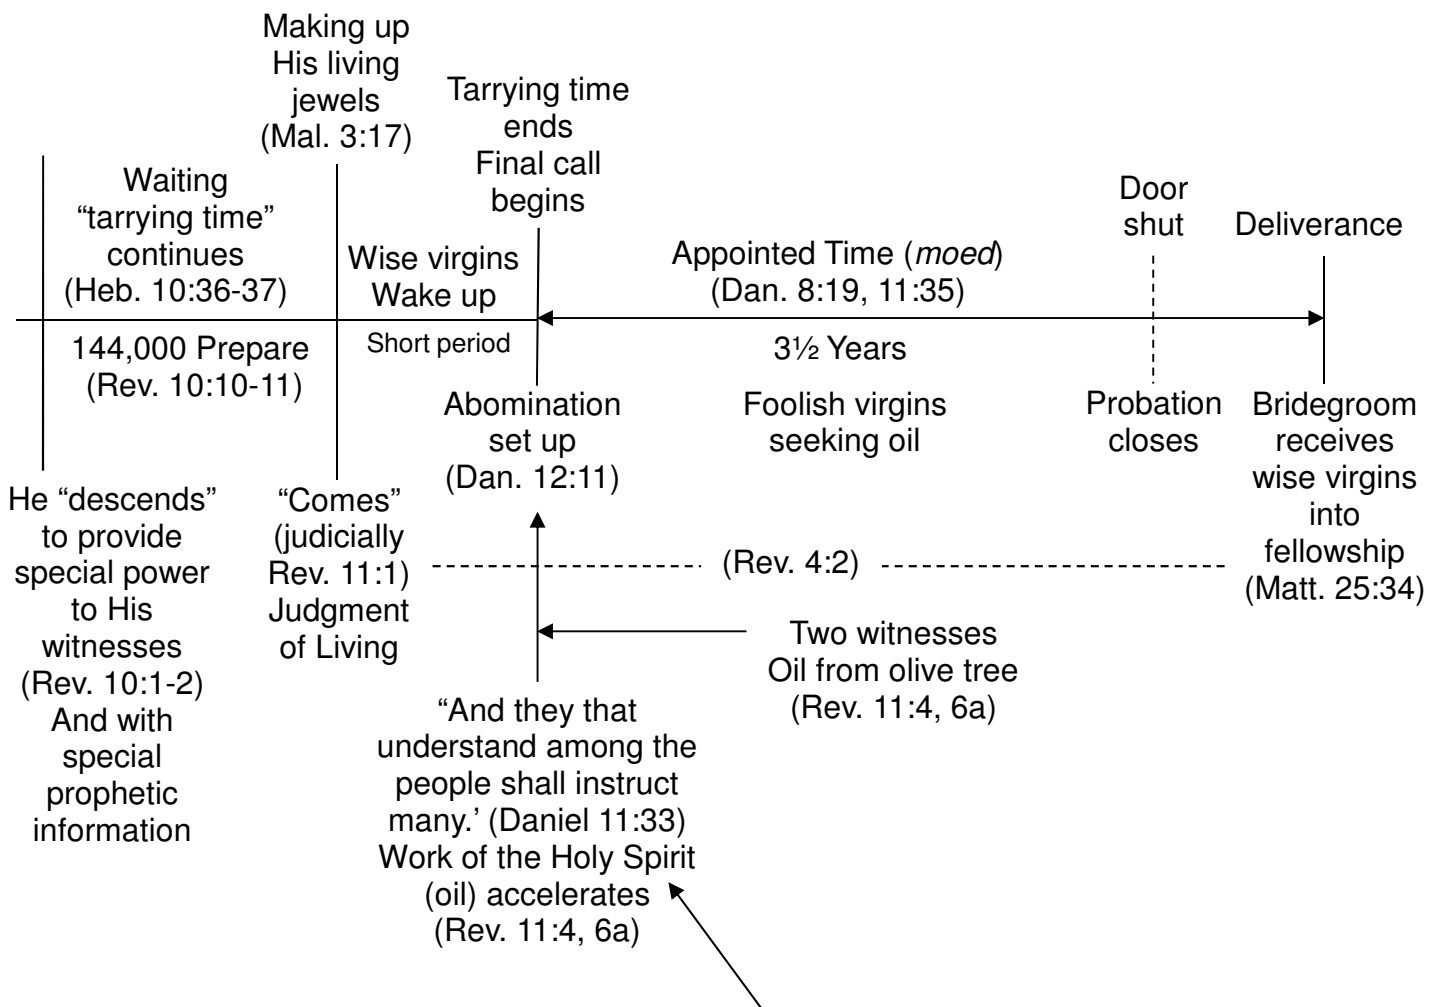 Making up
His living
jewels
(Mal. 3:17)
Tarrying time
ends
Final call
begins
Waiting
“tarrying time”
continues
(Heb. 10:36-37)
Wise virgins
Wake up
Appointed Time (moed)
(Dan. 8:19, 11:35)
Door
shut
Deliverance
144,000 Prepare
(Rev. 10:10-11)
Short period
3½ Years
Abomination
set up
(Dan. 12:11)
Foolish virgins
seeking oil
Probation
closes
Bridegroom
receives
wise virgins
into
fellowship
(Matt. 25:34)
He “descends”
to provide
special power
to His
witnesses
(Rev. 10:1-2)
And with
special
prophetic
information
“Comes”
(judicially
Rev. 11:1)
Judgment
of Living
(Rev. 4:2)
Two witnesses
Oil from olive tree
(Rev. 11:4, 6a)
“And they that
understand among the
people shall instruct
many.’ (Daniel 11:33)
Work of the Holy Spirit
(oil) accelerates
(Rev. 11:4, 6a)